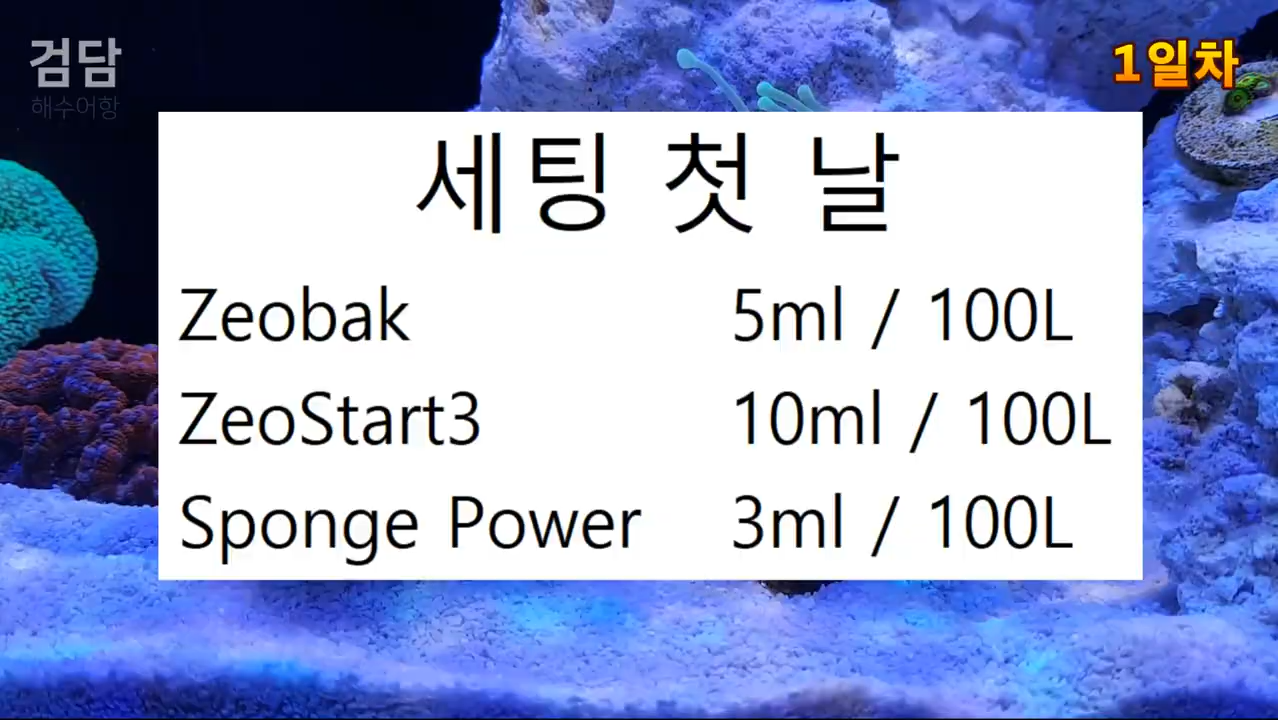 검담
해수어항
1일차
세팅 첫 날
Zeobak 5ml / 100L
ZeoStart3 10ml / 100L
Sponge Power 3ml / 100L